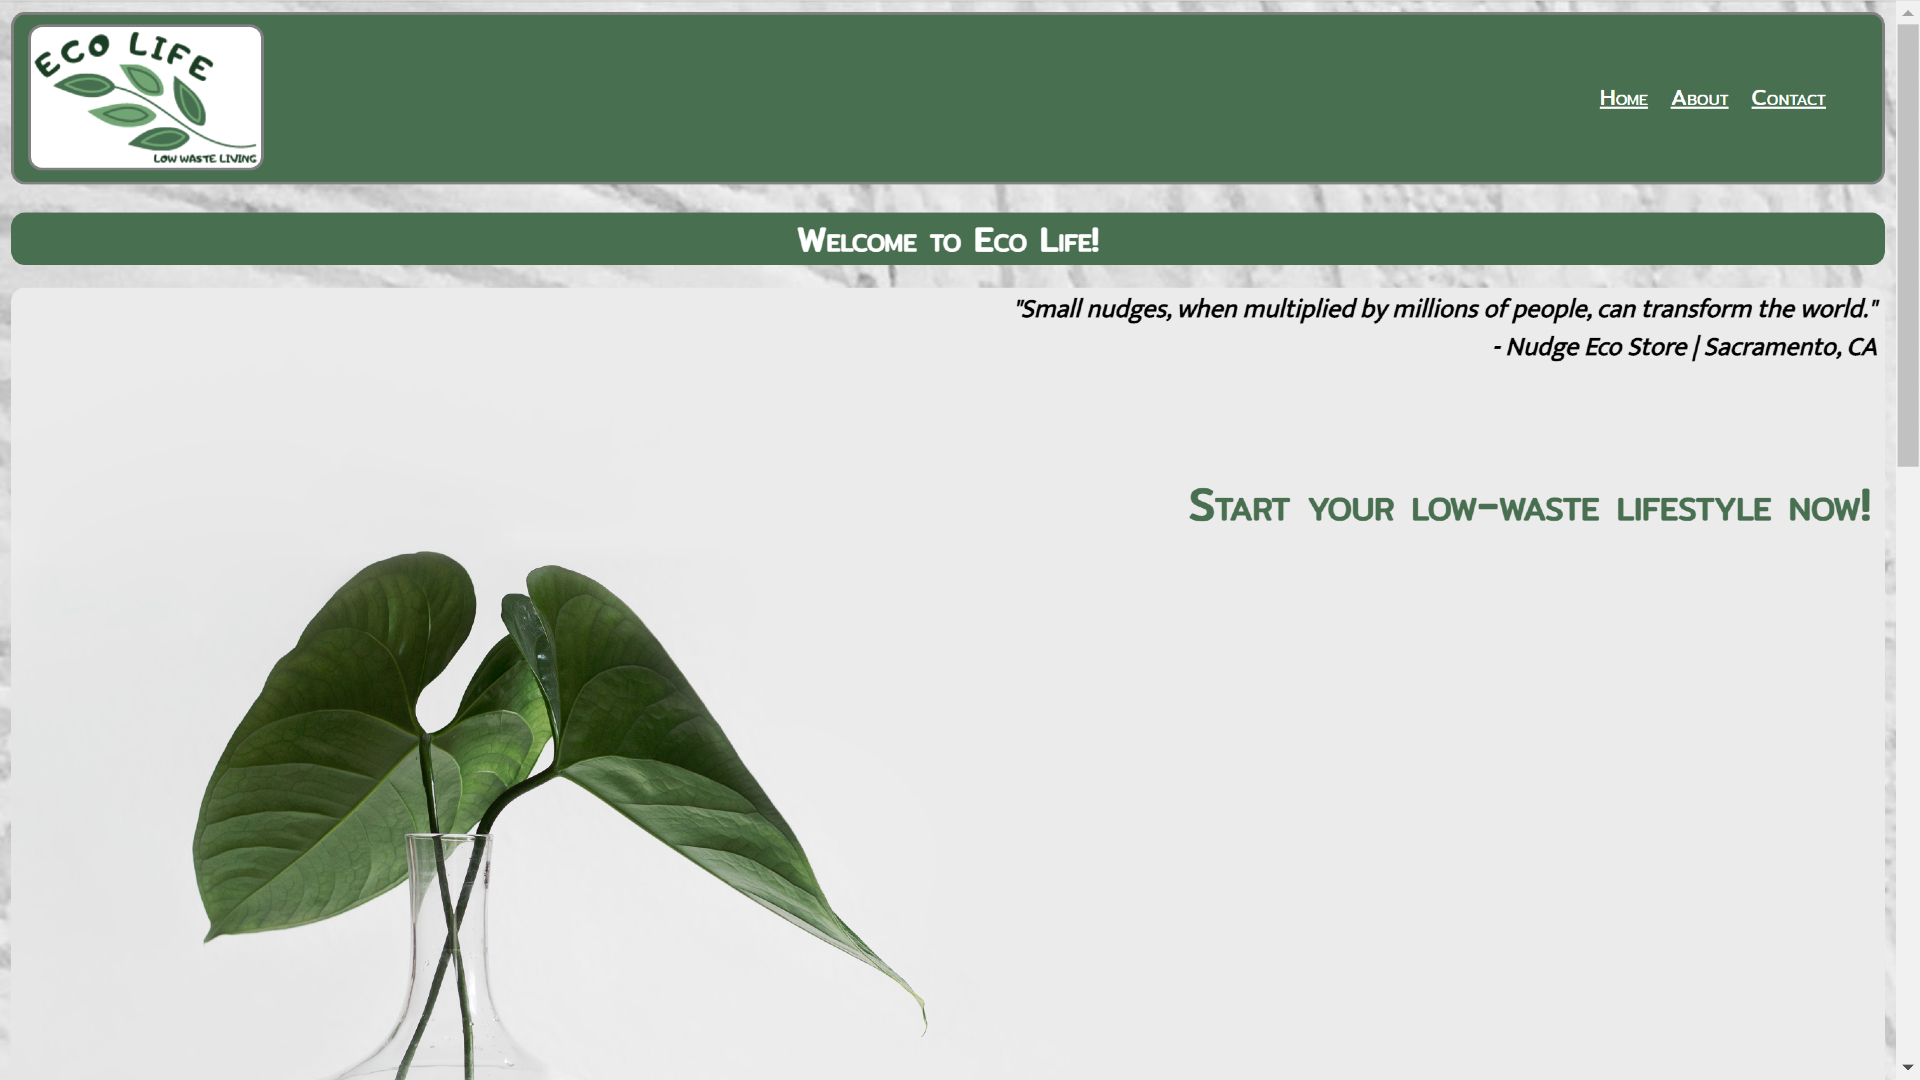 ECO LIFE
LOW WASTE LIVING
Home About Contact
Welcome to Eco Life!
"Small nudges, when multiplied by millions of people, can transform the world."
- Nudge Eco Store | Sacramento, CA
Start your low-waste lifestyle now!